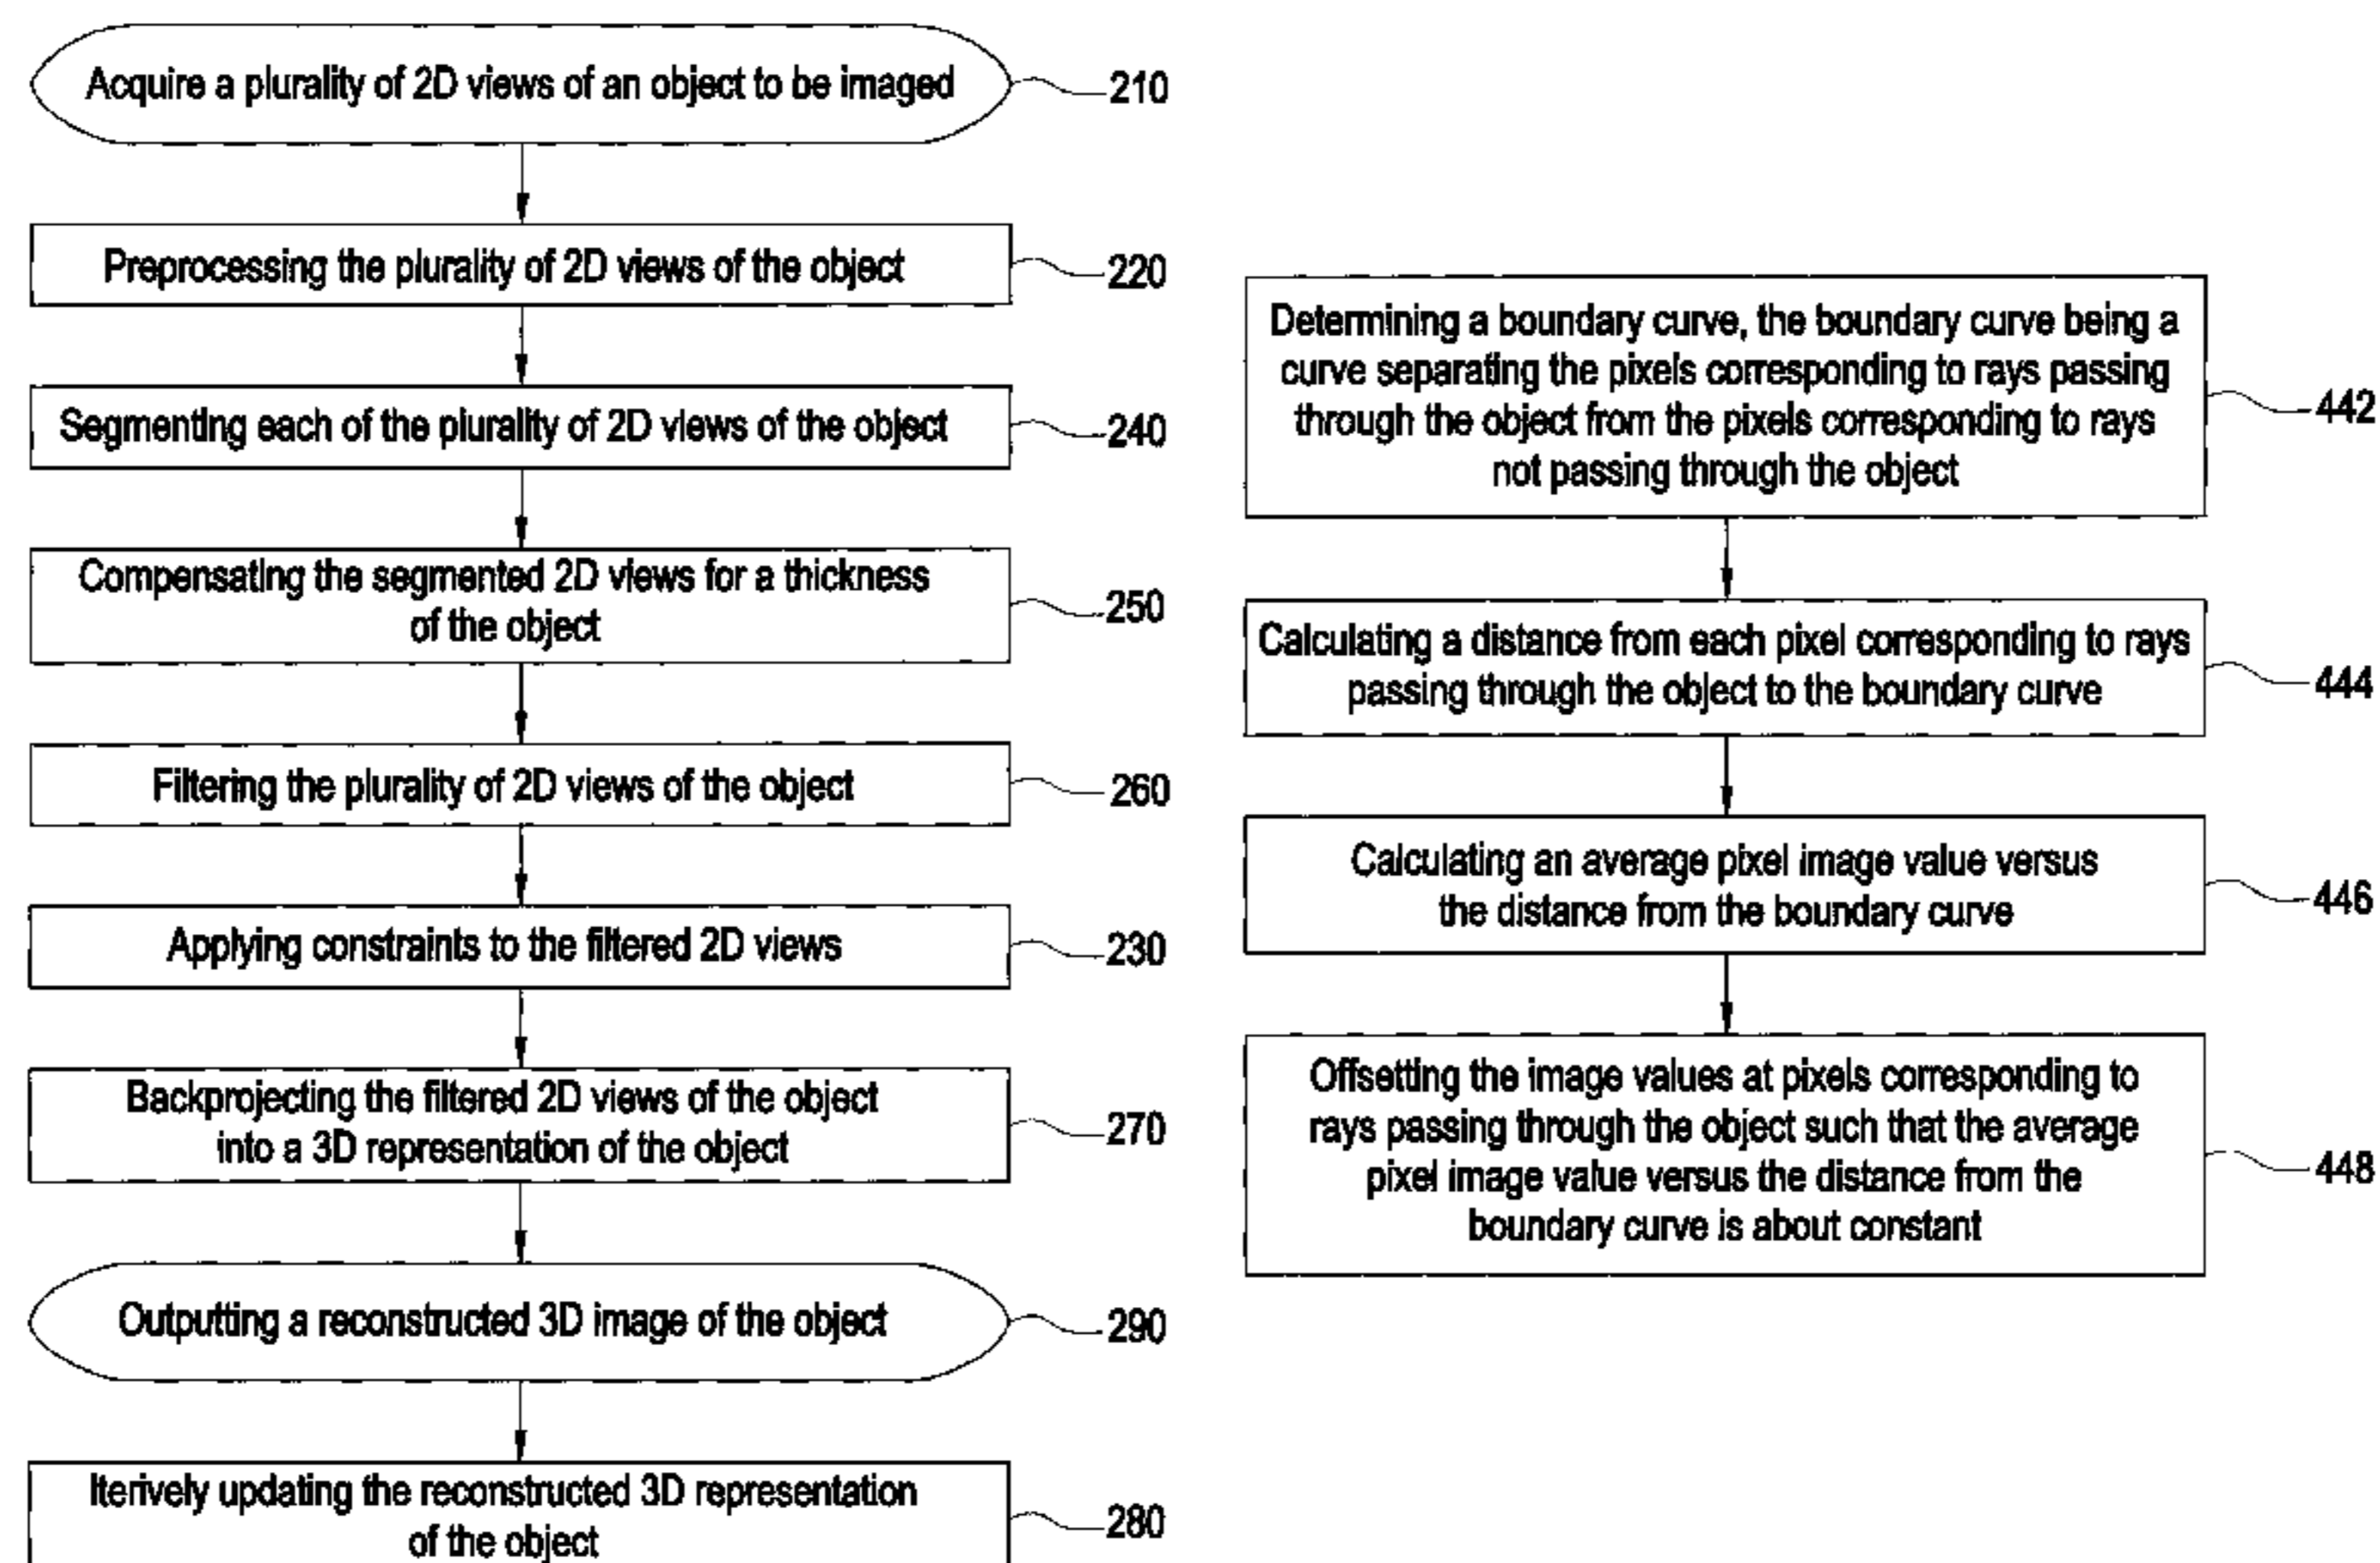 Acquire a plurality of 2D views of an object to be imaged
210
Preprocessing the plurality of 2D views of the object
220
Segmenting each of the plurality of 2D views of the object
240
Compensating the segmented 2D views for a thickness
of the object
250
Filtering the plurality of 2D views of the object
260
Applying constraints to the filtered 2D views
230
Backprojecting the filtered 2D views of the object
into a 3D representation of the object
270
Outputting a reconstructed 3D image of the object
290
Iterively updating the reconstructed 3D representation
of the object
280
Determining a boundary curve, the boundary curve being a
curve separating the pixels corresponding to rays passing
through the object from the pixels corresponding to rays
not passing through the object
442
Calculating a distance from each pixel corresponding to rays
passing through the object to the boundary curve
444
Calculating an average pixel image value versus
the distance from the boundary curve
446
Offsetting the image values at pixels corresponding to
rays passing through the object such that the average
pixel image value versus the distance from the
boundary curve is about constant
448